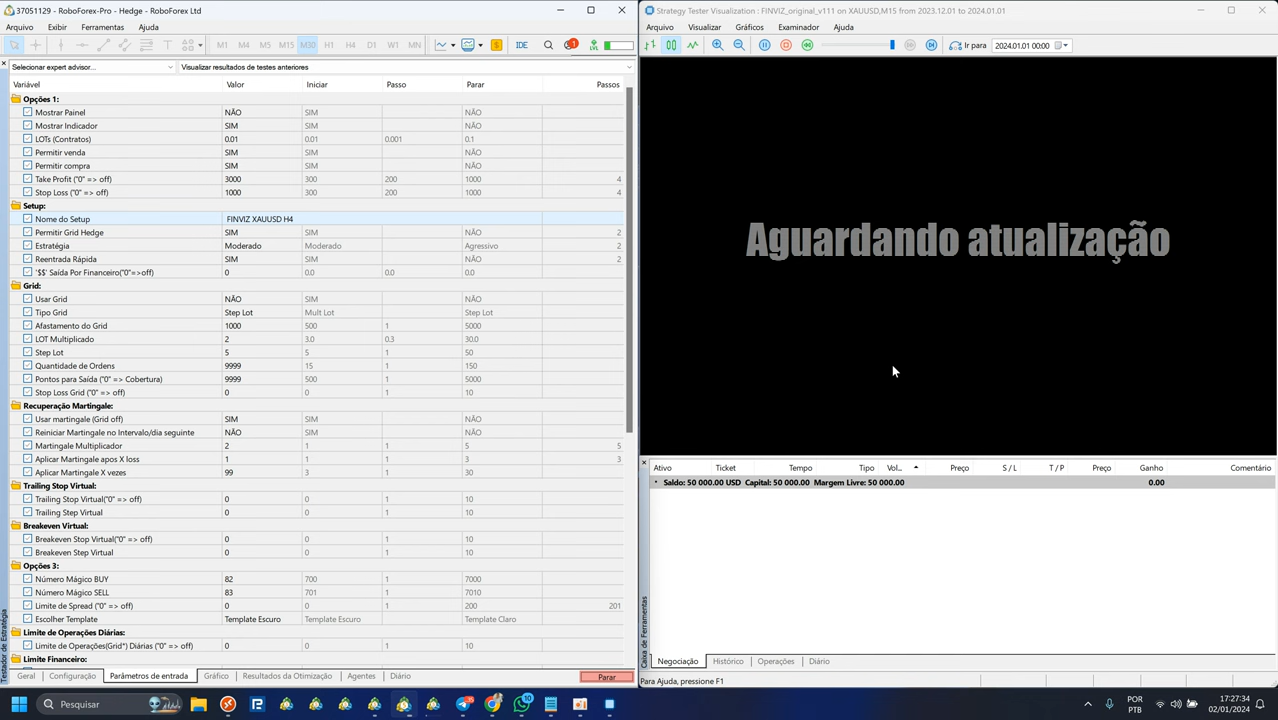 37051129 - RoboForex-Pro - Hedge - RoboForex Ltd
Arquivo Exibir Ferramentas Ajuda
M1 M4 M5 M15 M30 H1 H4 D1 W1 MN IDE
Selecionar expert advisor... Visualizar resultados de testes anteriores
Variável Valor Iniciar Passo Parar Passos
Opções 1:
Mostrar Painel NÃO SIM NÃO
Mostrar Indicador SIM SIM NÃO
LOTs (Contratos) 0.01 0.01 0.001 0.1
Permitir venda SIM SIM NÃO
Permitir compra SIM SIM NÃO
Take Profit ("0" => off) 3000 300 200 1000 4
Stop Loss ("0" => off) 1000 300 200 1000 4
Setup:
Nome do Setup FINVIZ XAUUSD H4
Permitir Grid Hedge SIM SIM NÃO 2
Estratégia Moderado Moderado Agressivo 2
Reentrada Rápida SIM SIM NÃO 2
'$$' Saída Por Financeiro("0"=>off) 0 0.0 0.0 0.0
Grid:
Usar Grid NÃO SIM NÃO
Tipo Grid Step Lot Mult Lot Step Lot
Afastamento do Grid 1000 500 1 5000
LOT Multiplicado 2 3.0 0.3 30.0
Step Lot 5 5 1 50
Quantidade de Ordens 9999 15 1 150
Pontos para Saída ("0" => Cobertura) 9999 500 1 5000
Stop Loss Grid ("0" => off) 0 0 1 10
Recuperação Martingale:
Usar martingale (Grid off) SIM SIM NÃO
Reiniciar Martingale no Intervalo/dia seguinte NÃO SIM NÃO
Martingale Multiplicador 2 1 1 5 5
Aplicar Martingale apos X loss 1 1 1 3 3
Aplicar Martingale X vezes 99 3 1 30
Trailing Stop Virtual:
Trailing Stop Virtual("0" => off) 0 0 1 10
Trailing Step Virtual 0 0 1 10
Breakeven Virtual:
Breakeven Stop Virtual("0" => off) 0 0 1 10
Breakeven Step Virtual 0 0 1 10
Opções 3:
Número Mágico BUY 82 700 1 7000
Número Mágico SELL 83 701 1 7010
Limite de Spread ("0" => off) 0 0 1 200 201
Escolher Template Template Escuro Template Escuro Template Claro
Limite de Operações Diárias:
Limite de Operações(Grid*) Diárias ("0" => off) 0 0 1 10
Limite Financeiro:
Geral Configuração Parâmetros de entrada Gráfico Resultados da Otimização Agentes Diário Parar
Testador de Estratégia
Strategy Tester Visualization: FINVIZ_original_v111 on XAUUSD,M15 from 2023.12.01 to 2024.01.01
Arquivo Visualizar Gráficos Examinador Ajuda
Ir para 2024.01.01 00:00
Aguardando atualização
Ativo Ticket Tempo Tipo Vol... Preço S / L T / P Preço Ganho Comentário
Saldo: 50 000.00 USD Capital: 50 000.00 Margem Livre: 50 000.00 0.00
Negociação Histórico Operações Diário
Caixa de Ferramentas
Para Ajuda, pressione F1
Pesquisar
POR
PTB
17:27:34
02/01/2024